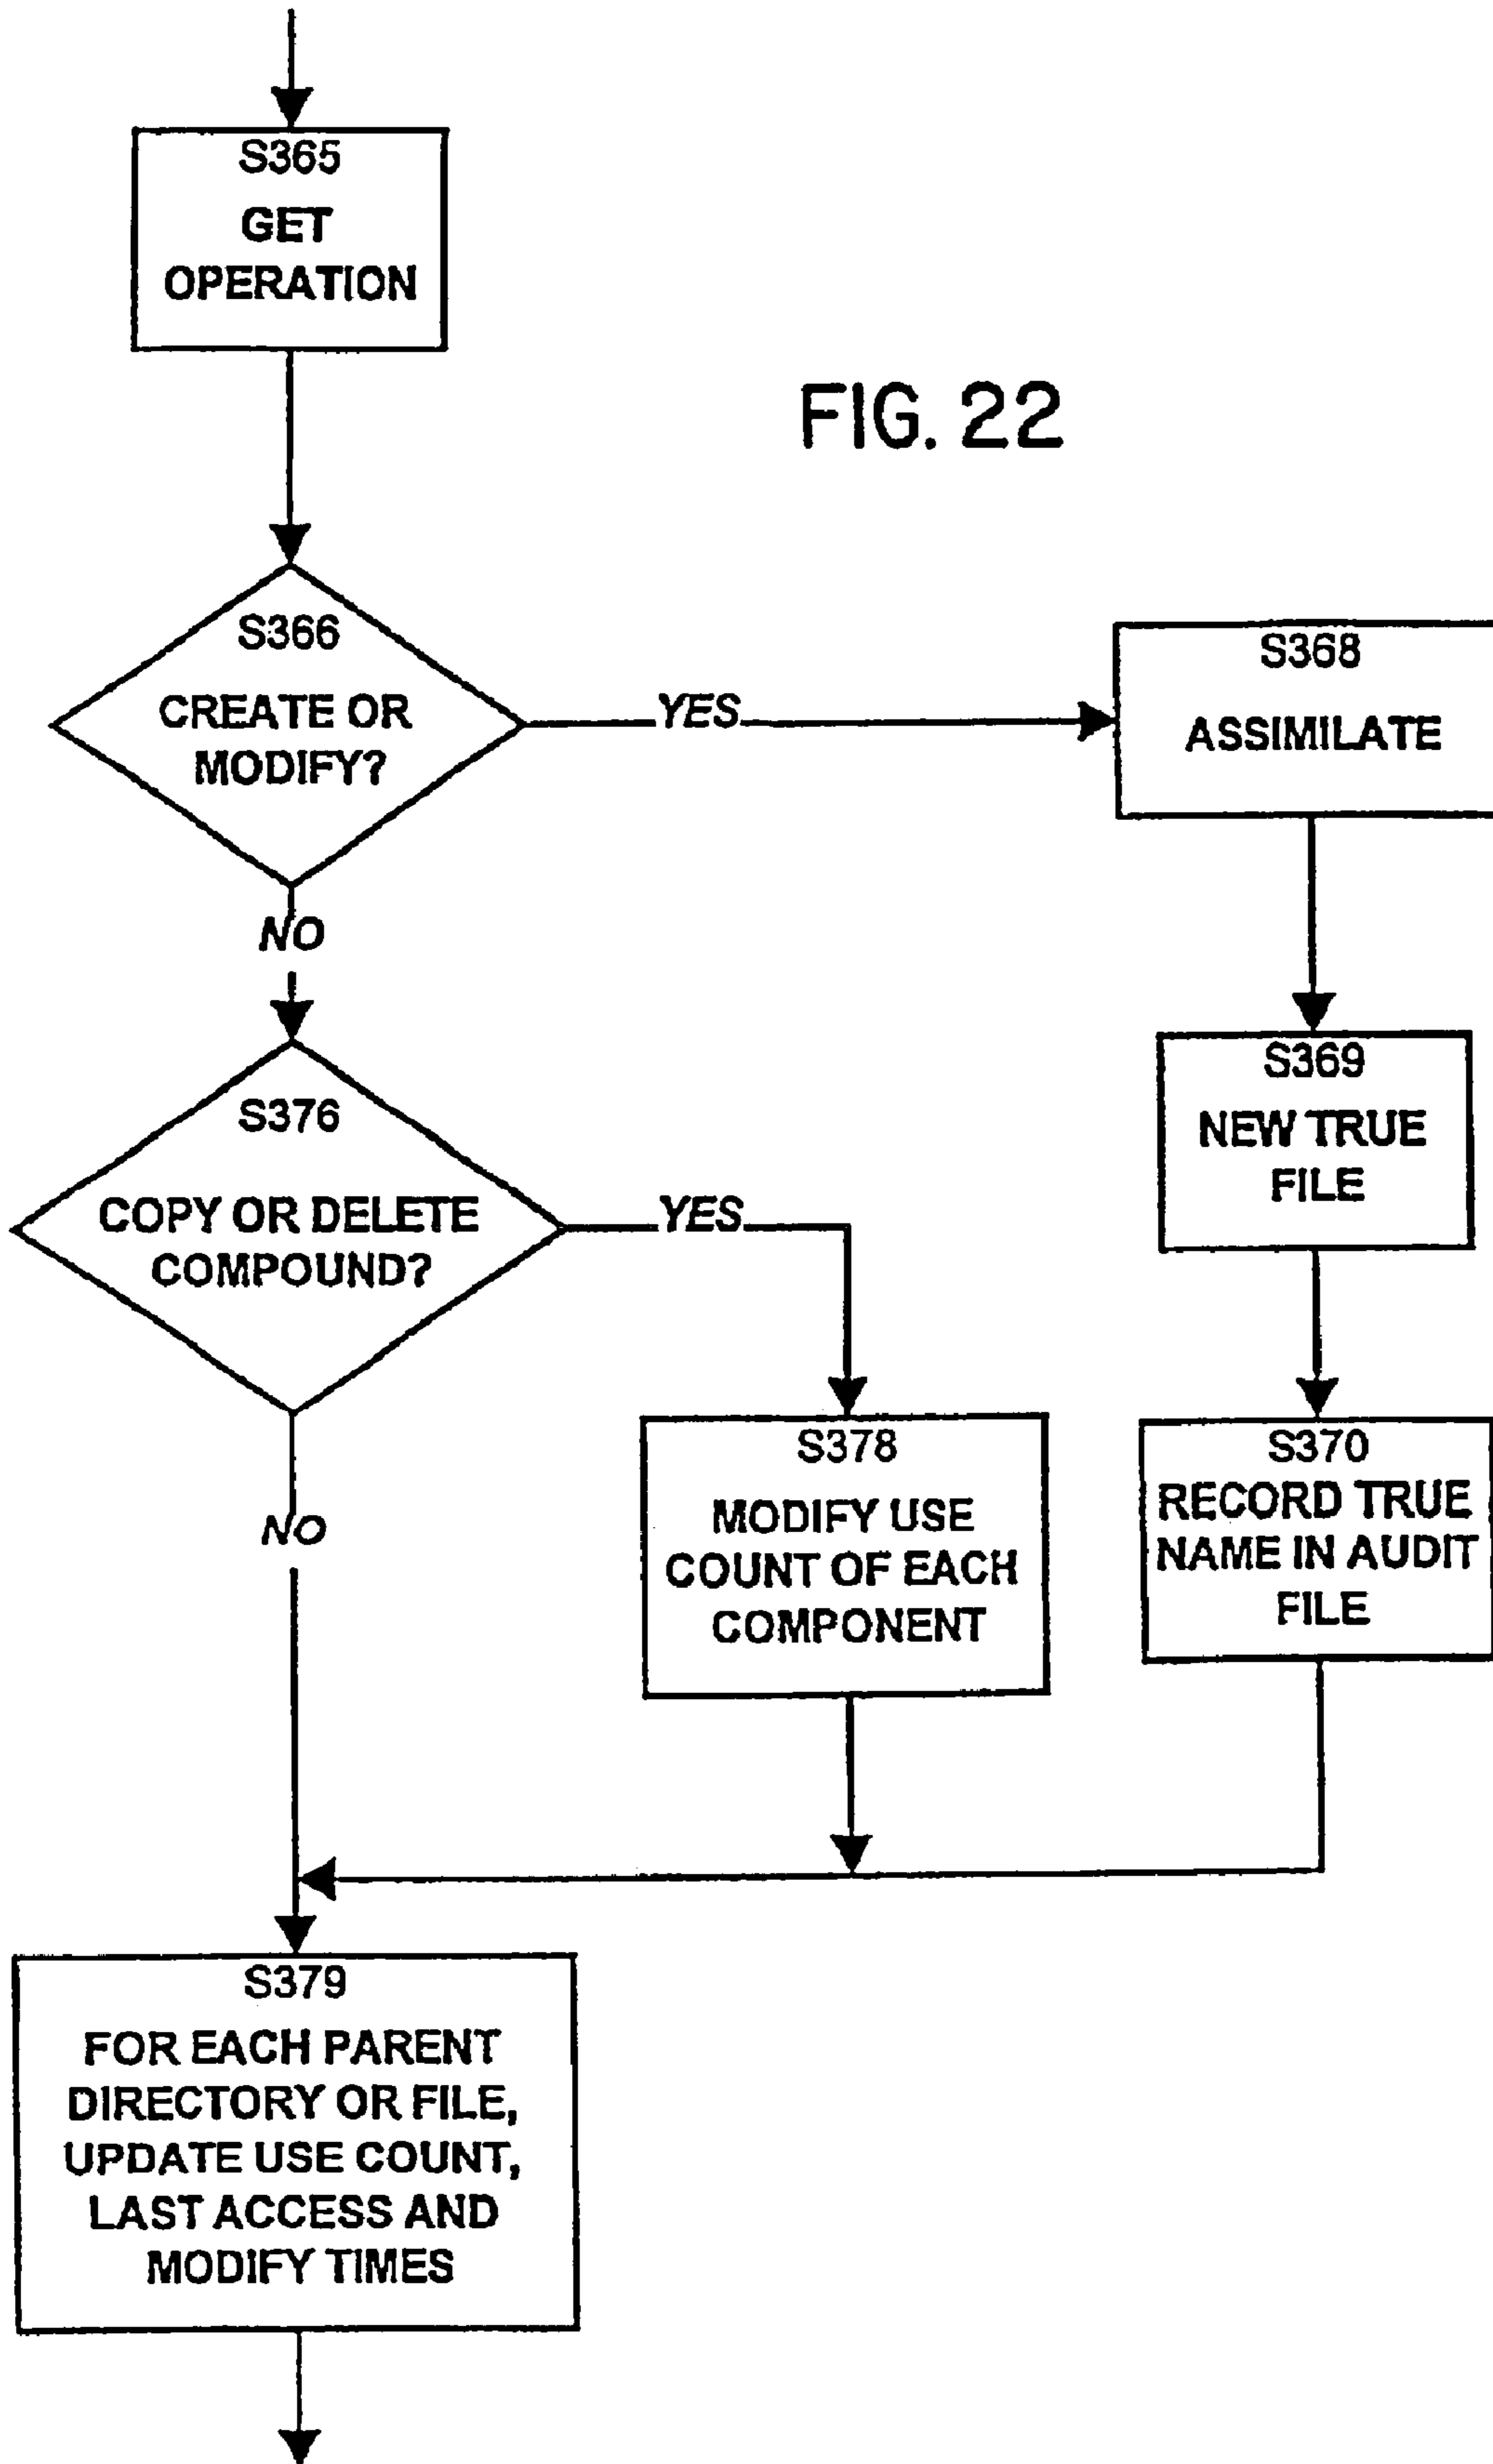 S365
GET
OPERATION
FIG. 22
S366
CREATE OR
MODIFY?
YES
S368
ASSIMILATE
NO
S369
NEW TRUE
FILE
S376
COPY OR DELETE
COMPOUND?
YES
S378
MODIFY USE
COUNT OF EACH
COMPONENT
S370
RECORD TRUE
NAME IN AUDIT
FILE
NO
S379
FOR EACH PARENT
DIRECTORY OR FILE,
UPDATE USE COUNT,
LAST ACCESS AND
MODIFY TIMES